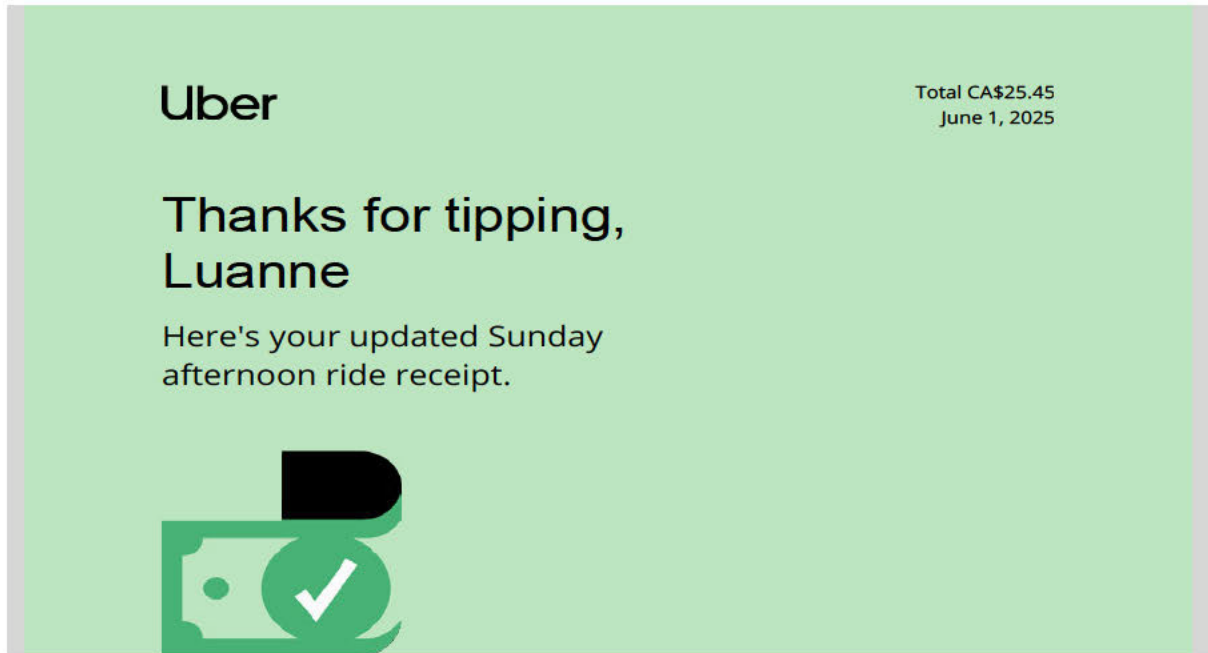 Uber
Total CA$25.45
June 1, 2025
Thanks for tipping,
Luanne
Here's your updated Sunday
afternoon ride receipt.